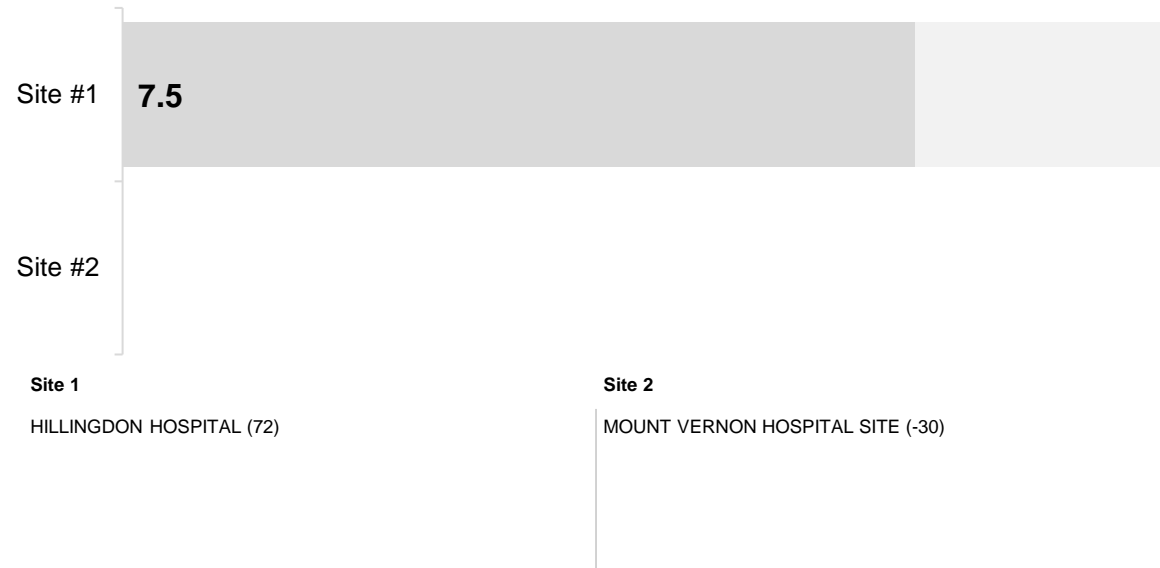 Site #1
7.5
Site #2
Site 1
Site 2
HILLINGDON HOSPITAL (72)
MOUNT VERNON HOSPITAL SITE (-30)